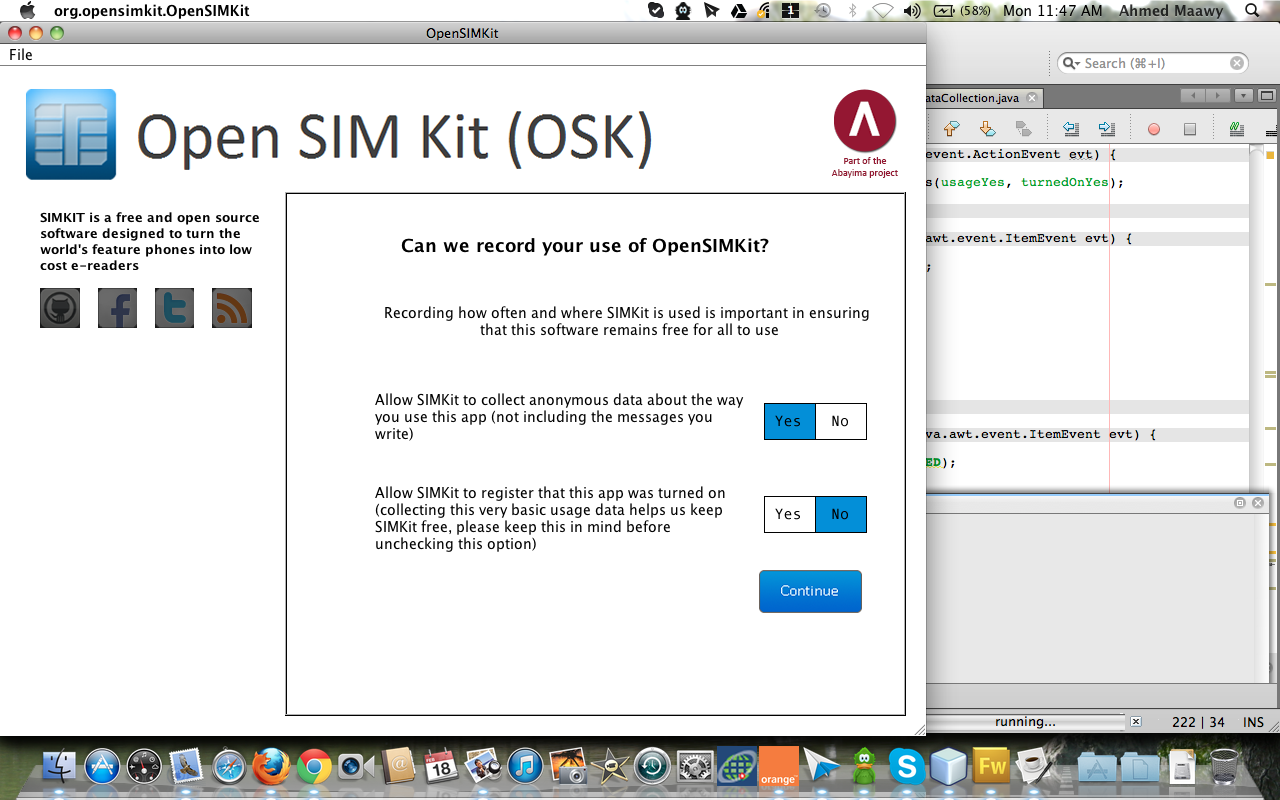 org.opensimkit.OpenSIMKit
1
(58%)
Mon 11:47 AM
Ahmed Maawy
OpenSIMKit
File
Search (⌘+I)
Open SIM Kit (OSK)
Part of the
Abayima project
SIMKIT is a free and open source
software designed to turn the
world's feature phones into low
cost e-readers
Can we record your use of OpenSIMKit?
Recording how often and where SIMKit is used is important in ensuring
that this software remains free for all to use
Allow SIMKit to collect anonymous data about the way
you use this app (not including the messages you
write)
Yes No
Allow SIMKit to register that this app was turned on
(collecting this very basic usage data helps us keep
SIMKit free, please keep this in mind before
unchecking this option)
Yes No
Continue
ataCollection.java
event.ActionEvent evt) {
s(usageYes, turnedOnYes);
awt.event.ItemEvent evt) {
;
va.awt.event.ItemEvent evt) {
ED);
running...
222 | 34
INS
FEB
18
orange
Fw